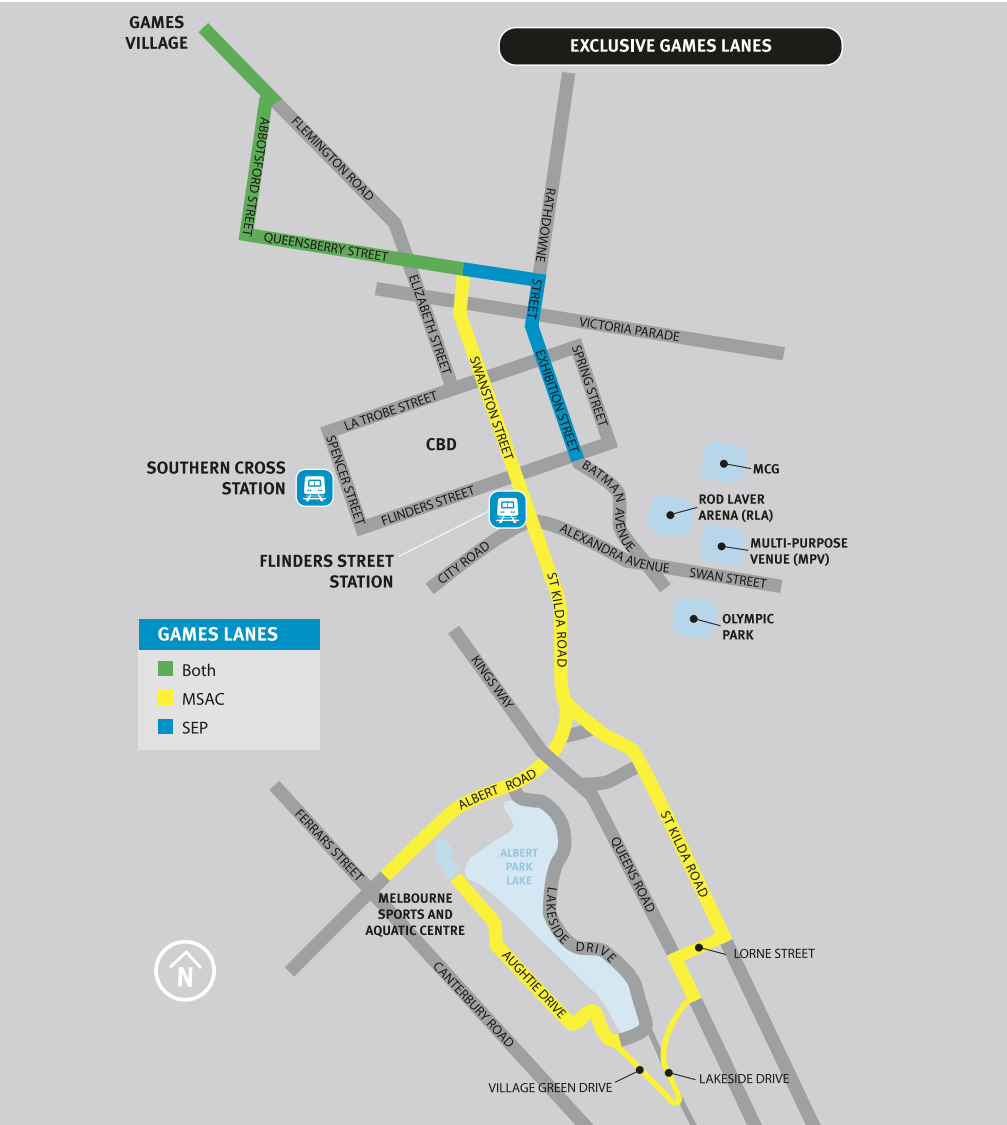 GAMES
VILLAGE
EXCLUSIVE GAMES LANES
ABBOTSFORD STREET
FLEMINGTON ROAD
RATHDOWNE
STREET
QUEENSBERRY STREET
ELIZABETH STREET
VICTORIA PARADE
SWANSTON STREET
EXHIBITION STREET
SPRING STREET
LA TROBE STREET
CBD
SPENCER STREET
SOUTHERN CROSS
STATION
FLINDERS STREET
BATMAN AVENUE
MCG
ROD LAVER
ARENA (RLA)
MULTI-PURPOSE
VENUE (MPV)
FLINDERS STREET
STATION
CITY ROAD
ALEXANDRA AVENUE
SWAN STREET
OLYMPIC
PARK
ST KILDA ROAD
GAMES LANES
Both
MSAC
SEP
KINGS WAY
ALBERT ROAD
FERRARS STREET
ST KILDA ROAD
QUEENS ROAD
ALBERT
PARK
LAKE
MELBOURNE
SPORTS AND
AQUATIC CENTRE
LAKESIDE DRIVE
LORNE STREET
AUGHTIE DRIVE
CANTERBURY ROAD
N
VILLAGE GREEN DRIVE
LAKESIDE DRIVE